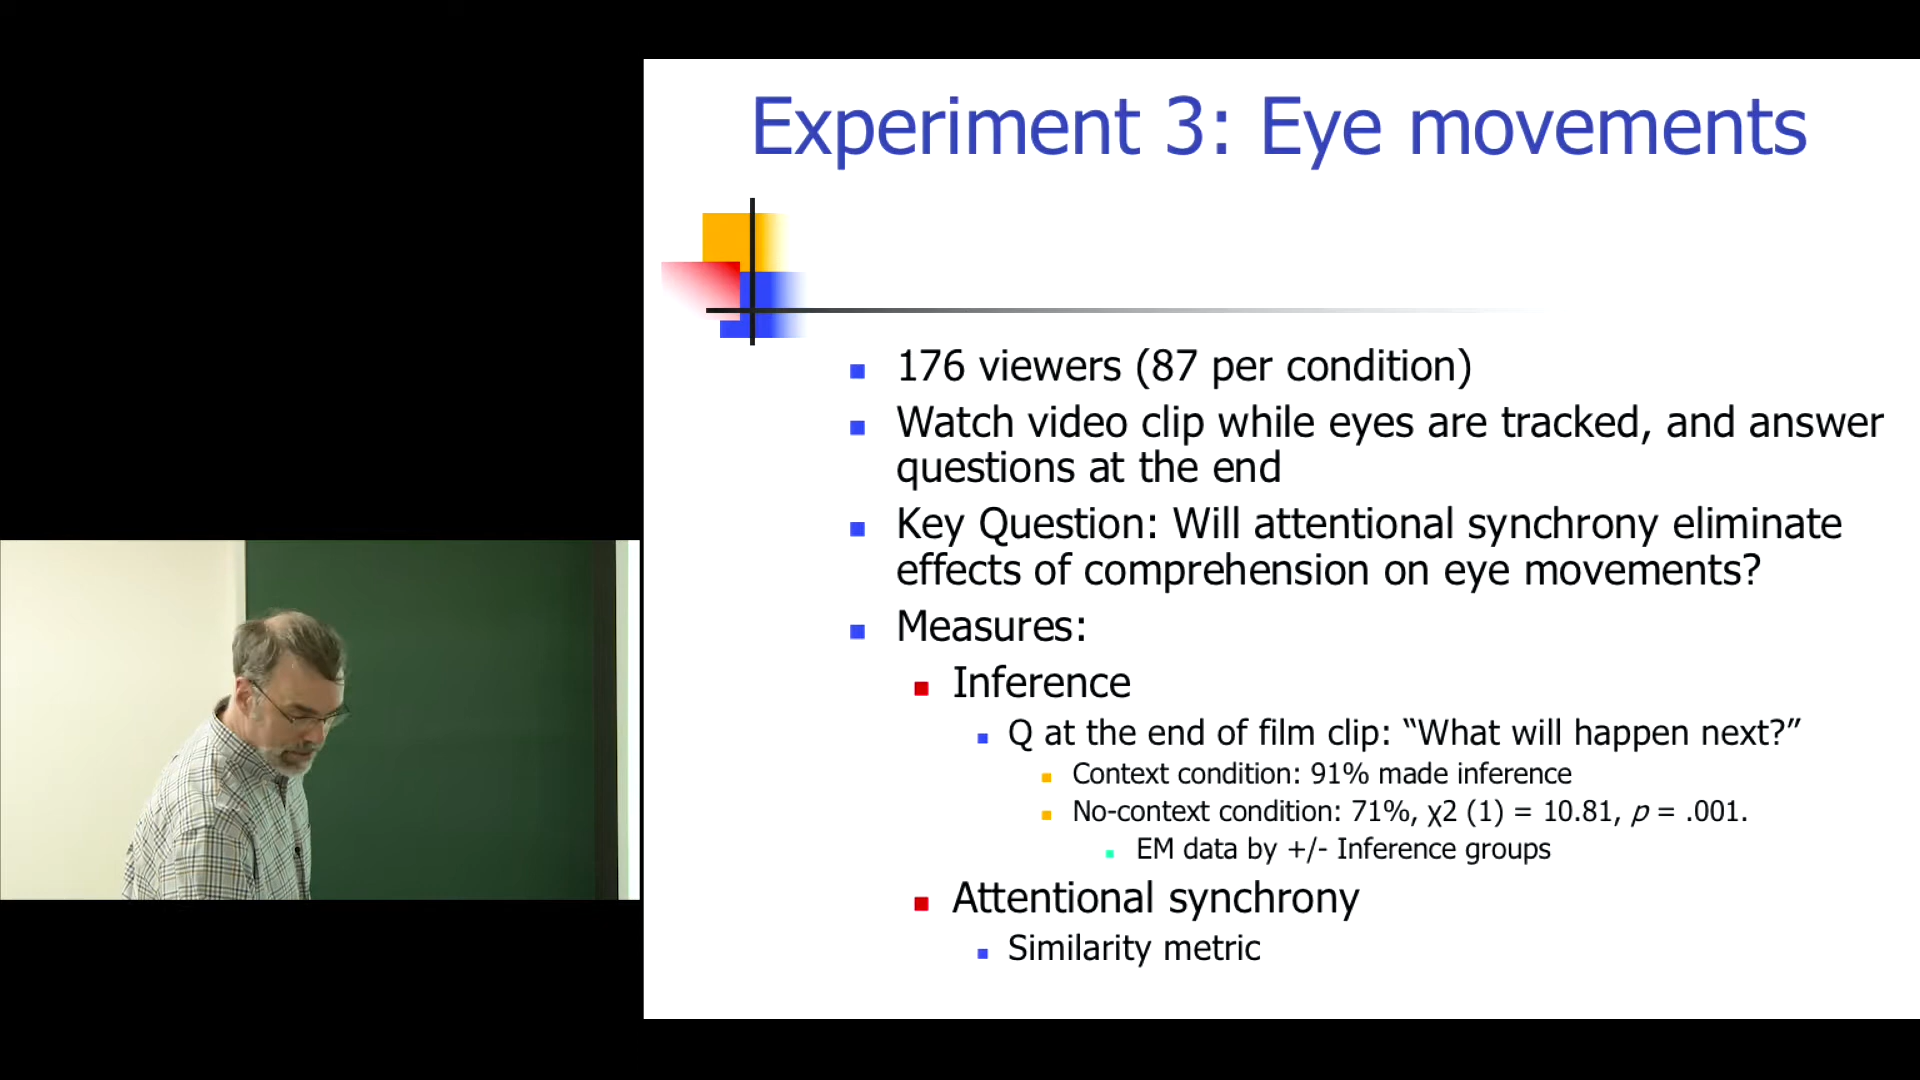 Experiment 3: Eye movements
176 viewers (87 per condition)
Watch video clip while eyes are tracked, and answer
questions at the end
Key Question: Will attentional synchrony eliminate
effects of comprehension on eye movements?
Measures:
Inference
Q at the end of film clip: “What will happen next?”
Context condition: 91% made inference
No-context condition: 71%, χ2 (1) = 10.81, p = .001.
EM data by +/- Inference groups
Attentional synchrony
Similarity metric